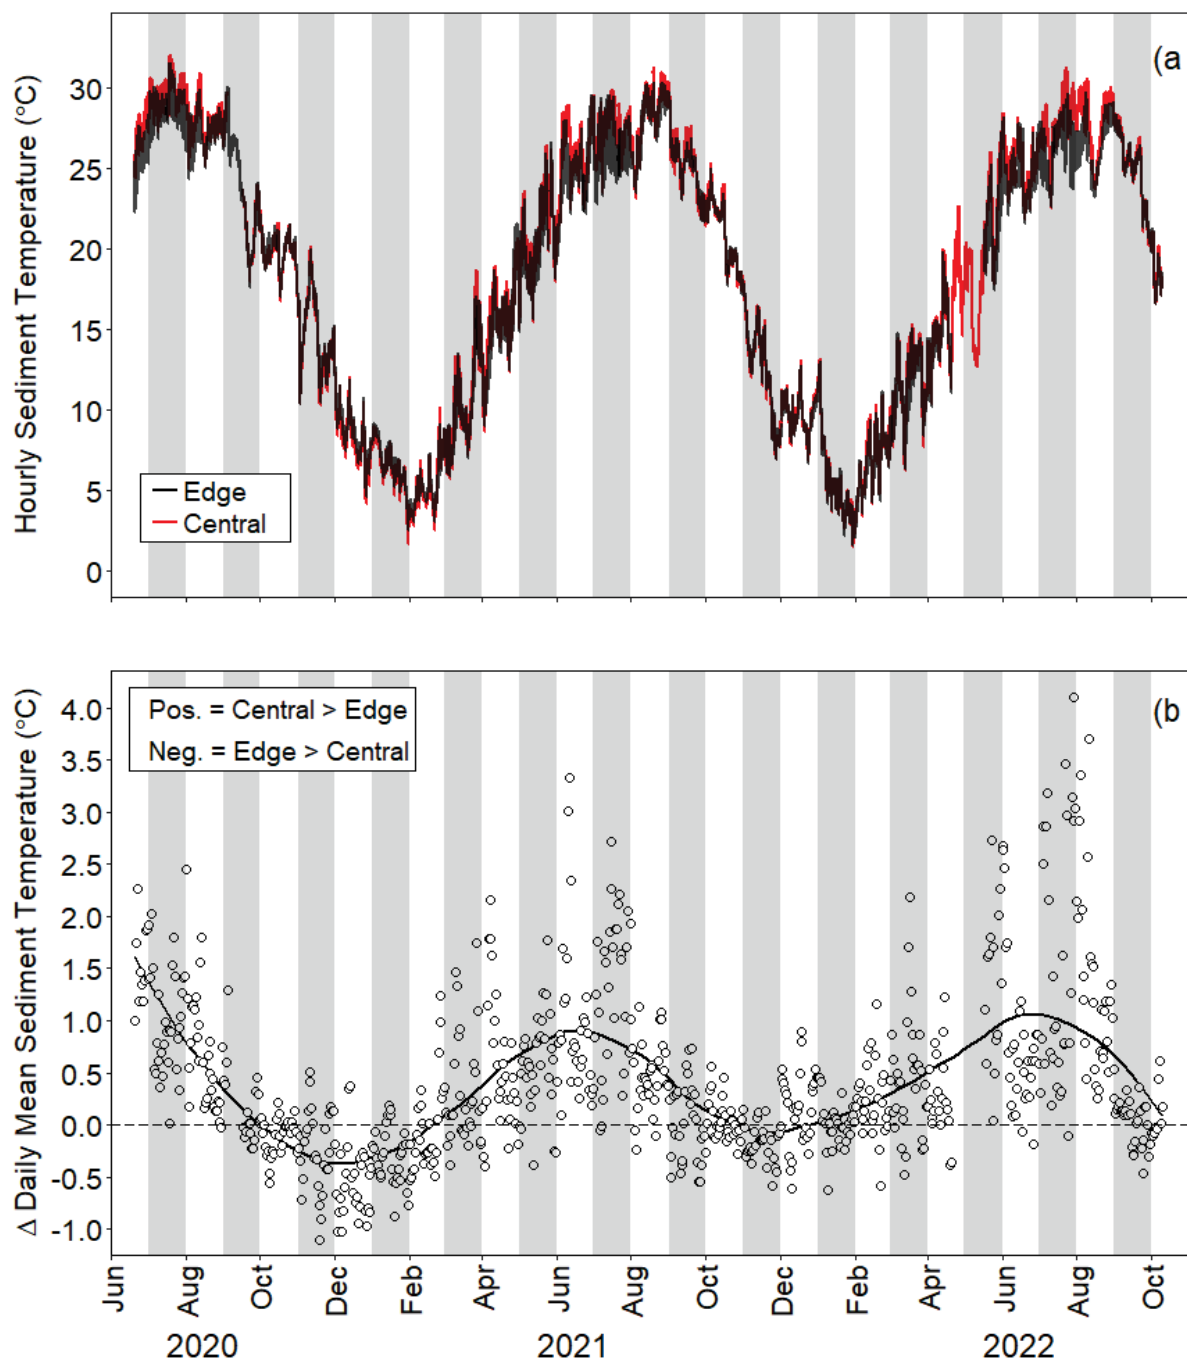 (a
Hourly Sediment Temperature (°C)
30
25
20
15
10
5
0
Edge
Central
(b
Δ Daily Mean Sediment Temperature (°C)
Pos. = Central > Edge
Neg. = Edge > Central
4.0
3.5
3.0
2.5
2.0
1.5
1.0
0.5
0.0
-0.5
-1.0
Jun Aug Oct Dec Feb Apr Jun Aug Oct Dec Feb Apr Jun Aug Oct
2020 2021 2022